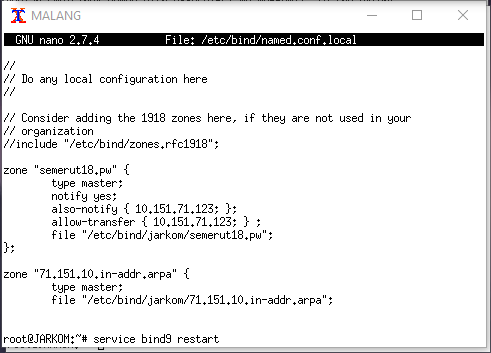 MALANG
GNU nano 2.7.4 File: /etc/bind/named.conf.local
//
// Do any local configuration here
//
// Consider adding the 1918 zones here, if they are not used in your
// organization
//include "/etc/bind/zones.rfc1918";
zone "semerut18.pw" {
type master;
notify yes;
also-notify { 10.151.71.123; };
allow-transfer { 10.151.71.123; } ;
file "/etc/bind/jarkom/semerut18.pw";
};
zone "71.151.10.in-addr.arpa" {
type master;
file "/etc/bind/jarkom/71.151.10.in-addr.arpa";
root@JARKOM:~# service bind9 restart